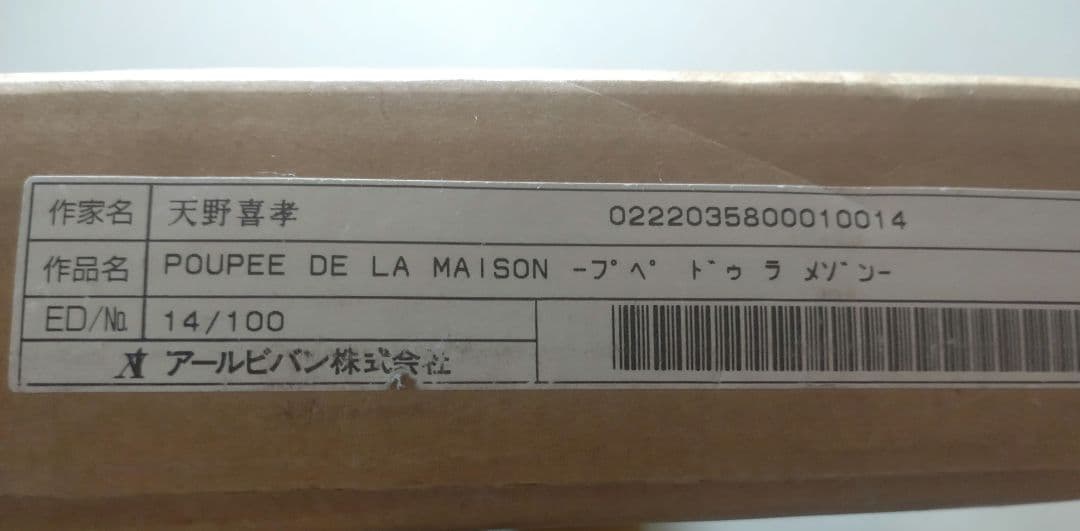 作家名 天野喜孝 0222035800010014
作品名 POUPEE DE LA MAISON -ﾌﾟﾍﾟ ﾄﾞｩ ﾗ ﾒｿﾞﾝ-
ED/№ 14/100
アールビバン株式会社